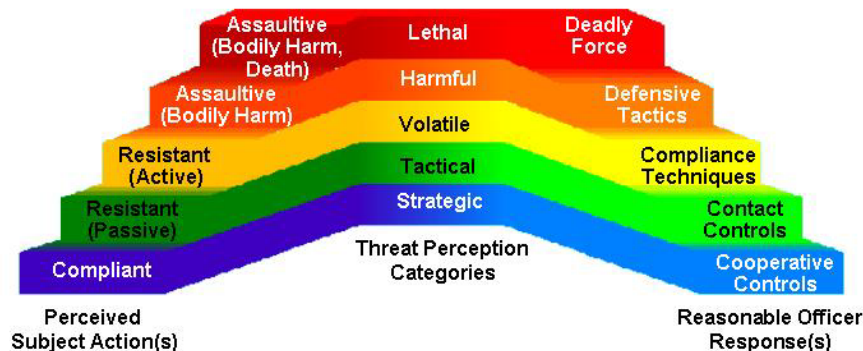 Assaultive
(Bodily Harm,
Death)
Lethal
Deadly
Force
Assaultive
(Bodily Harm)
Harmful
Defensive
Tactics
Resistant
(Active)
Volatile
Compliance
Techniques
Resistant
(Passive)
Tactical
Contact
Controls
Compliant
Strategic
Cooperative
Controls
Threat Perception
Categories
Perceived
Subject Action(s)
Reasonable Officer
Response(s)